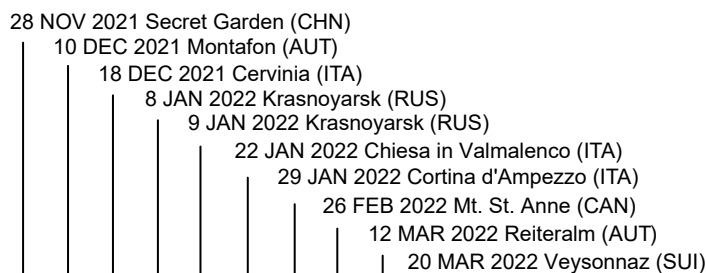 28 NOV 2021 Secret Garden (CHN)
10 DEC 2021 Montafon (AUT)
18 DEC 2021 Cervinia (ITA)
8 JAN 2022 Krasnoyarsk (RUS)
9 JAN 2022 Krasnoyarsk (RUS)
22 JAN 2022 Chiesa in Valmalenco (ITA)
29 JAN 2022 Cortina d'Ampezzo (ITA)
26 FEB 2022 Mt. St. Anne (CAN)
12 MAR 2022 Reiteralm (AUT)
20 MAR 2022 Veysonnaz (SUI)